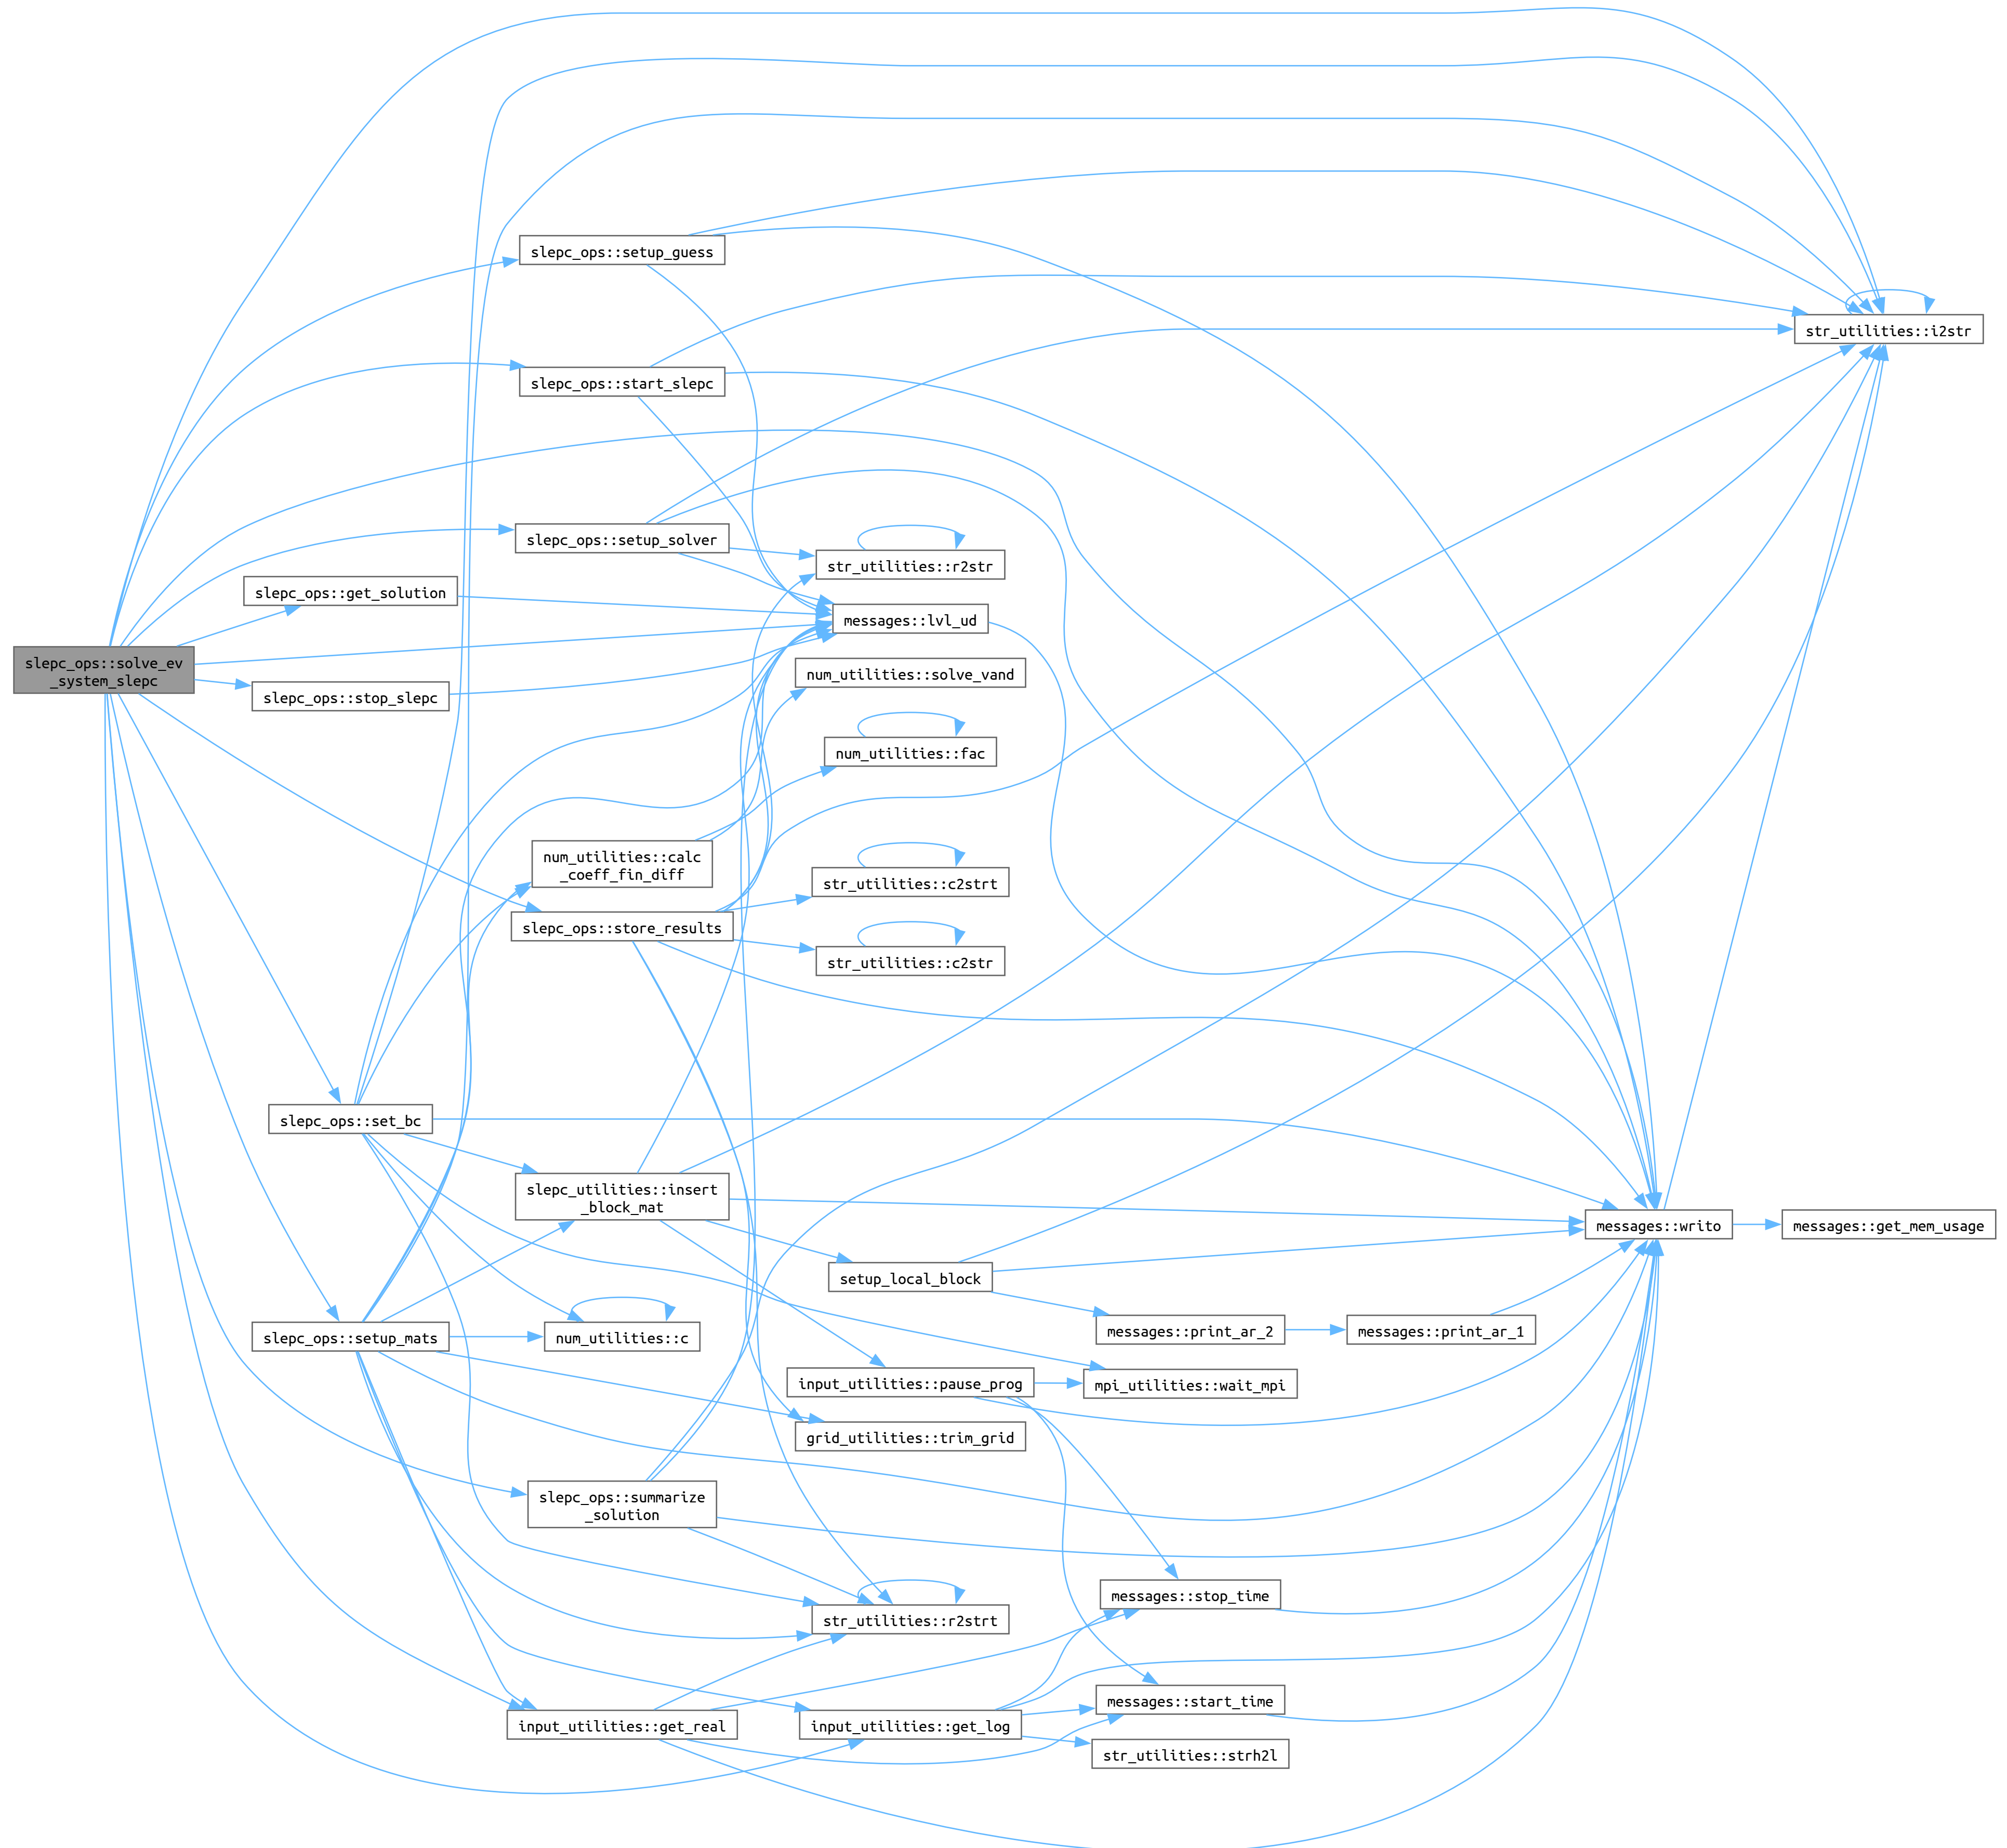 slepc_ops::solve_ev
_system_slepc
slepc_ops::get_solution
slepc_ops::stop_slepc
slepc_ops::set_bc
slepc_ops::setup_mats
slepc_ops::setup_guess
slepc_ops::start_slepc
slepc_ops::setup_solver
num_utilities::calc
_coeff_fin_diff
slepc_ops::store_results
slepc_utilities::insert
_block_mat
num_utilities::c
slepc_ops::summarize
_solution
input_utilities::get_real
str_utilities::r2str
messages::lvl_ud
num_utilities::solve_vand
num_utilities::fac
str_utilities::c2strt
str_utilities::c2str
setup_local_block
input_utilities::pause_prog
grid_utilities::trim_grid
str_utilities::r2strt
input_utilities::get_log
messages::print_ar_2
mpi_utilities::wait_mpi
messages::stop_time
messages::start_time
str_utilities::strh2l
messages::print_ar_1
messages::writo
str_utilities::i2str
messages::get_mem_usage